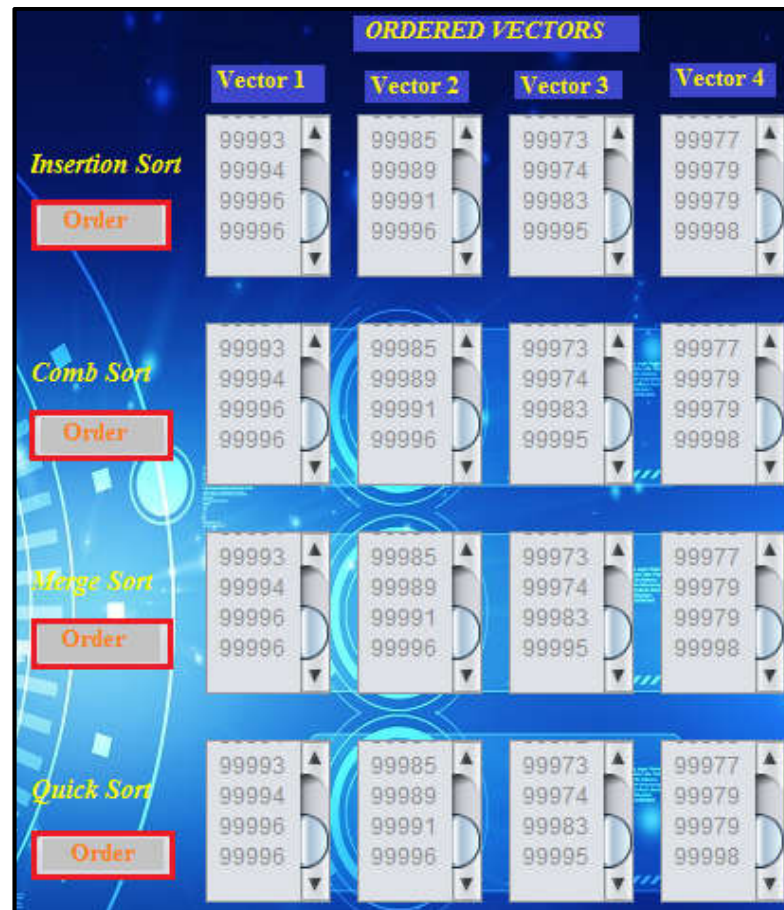 ORDERED VECTORS
Vector 1 Vector 2 Vector 3 Vector 4
Insertion Sort
Order
99993 99985 99973 99977
99994 99989 99974 99979
99996 99991 99983 99979
99996 99996 99995 99998
Comb Sort
Order
99993 99985 99973 99977
99994 99989 99974 99979
99996 99991 99983 99979
99996 99996 99995 99998
Merge Sort
Order
99993 99985 99973 99977
99994 99989 99974 99979
99996 99991 99983 99979
99996 99996 99995 99998
Quick Sort
Order
99993 99985 99973 99977
99994 99989 99974 99979
99996 99991 99983 99979
99996 99996 99995 99998